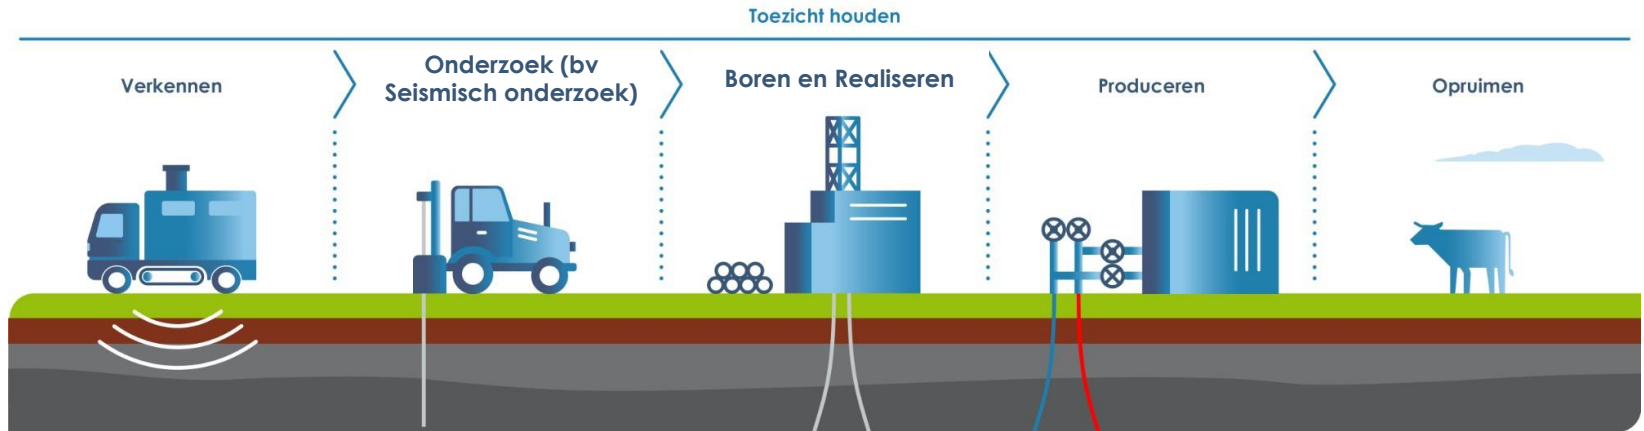 Toezicht houden
Verkennen
Onderzoek (bv
Seismisch onderzoek)
Boren en Realiseren
Produceren
Opruimen